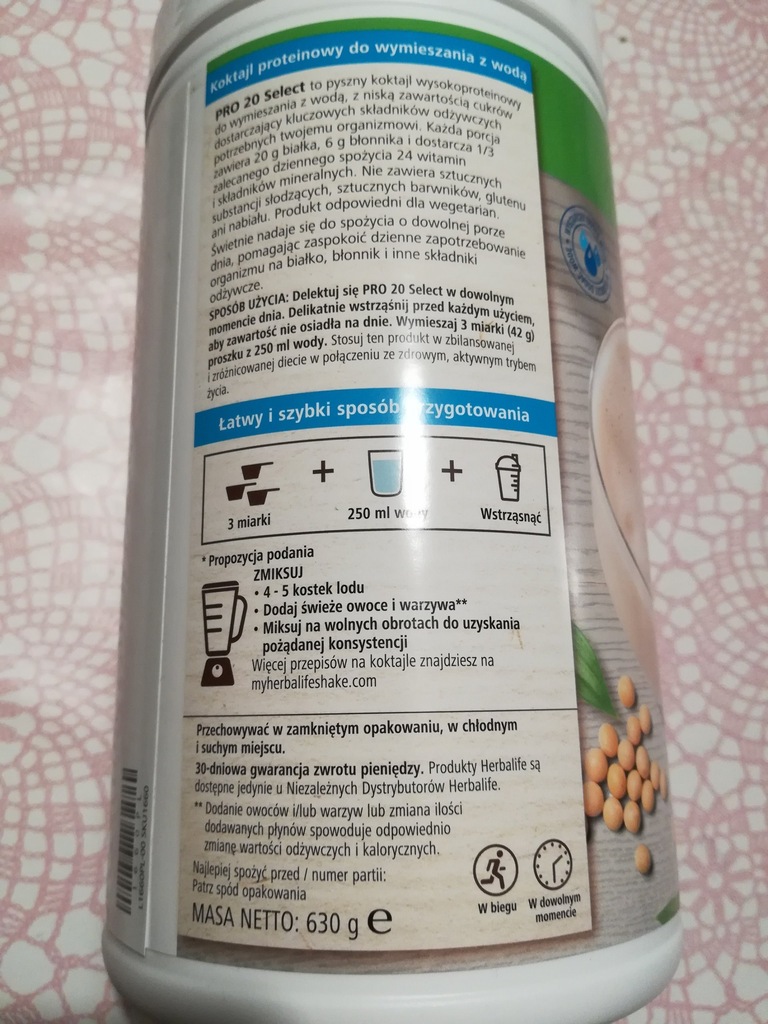 Koktajl proteinowy do wymieszania z wodą
PRO 20 Select to pyszny koktajl wysokoproteinowy
do wymieszania z wodą, z niską zawartością cukrów
dostarczający kluczowych składników odżywczych
potrzebnych twojemu organizmowi. Każda porcja
zawiera 20 g białka, 6 g błonnika i dostarcza 1/3
zalecanego dziennego spożycia 24 witamin
i składników mineralnych. Nie zawiera sztucznych
substancji słodzących, sztucznych barwników, glutenu
ani nabiału. Produkt odpowiedni dla wegetarian.
Świetnie nadaje się do spożycia o dowolnej porze
dnia, pomagając zaspokoić dzienne zapotrzebowanie
organizmu na białko, błonnik i inne składniki
odżywcze.
SPOSÓB UŻYCIA: Delektuj się PRO 20 Select w dowolnym
momencie dnia. Delikatnie wstrząśnij przed każdym użyciem,
aby zawartość nie osiadła na dnie. Wymieszaj 3 miarki (42 g)
proszku z 250 ml wody. Stosuj ten produkt w zbilansowanej
i zróżnicowanej diecie w połączeniu ze zdrowym, aktywnym trybem
życia.
Łatwy i szybki sposób przygotowania
+ +
3 miarki 250 ml wody Wstrząsnąć
* Propozycja podania
ZMIKSUJ
• 4 - 5 kostek lodu
• Dodaj świeże owoce i warzywa**
• Miksuj na wolnych obrotach do uzyskania
pożądanej konsystencji
Więcej przepisów na koktajle znajdziesz na
myherbalifeshake.com
Przechowywać w zamkniętym opakowaniu, w chłodnym
i suchym miejscu.
30-dniowa gwarancja zwrotu pieniędzy. Produkty Herbalife są
dostępne jedynie u Niezależnych Dystrybutorów Herbalife.
** Dodanie owoców i/lub warzyw lub zmiana ilości
dodawanych płynów spowoduje odpowiednio
zmianę wartości odżywczych i kalorycznych.
Najlepiej spożyć przed / numer partii:
Patrz spód opakowania
MASA NETTO: 630 g e
W biegu
W dowolnym
momencie